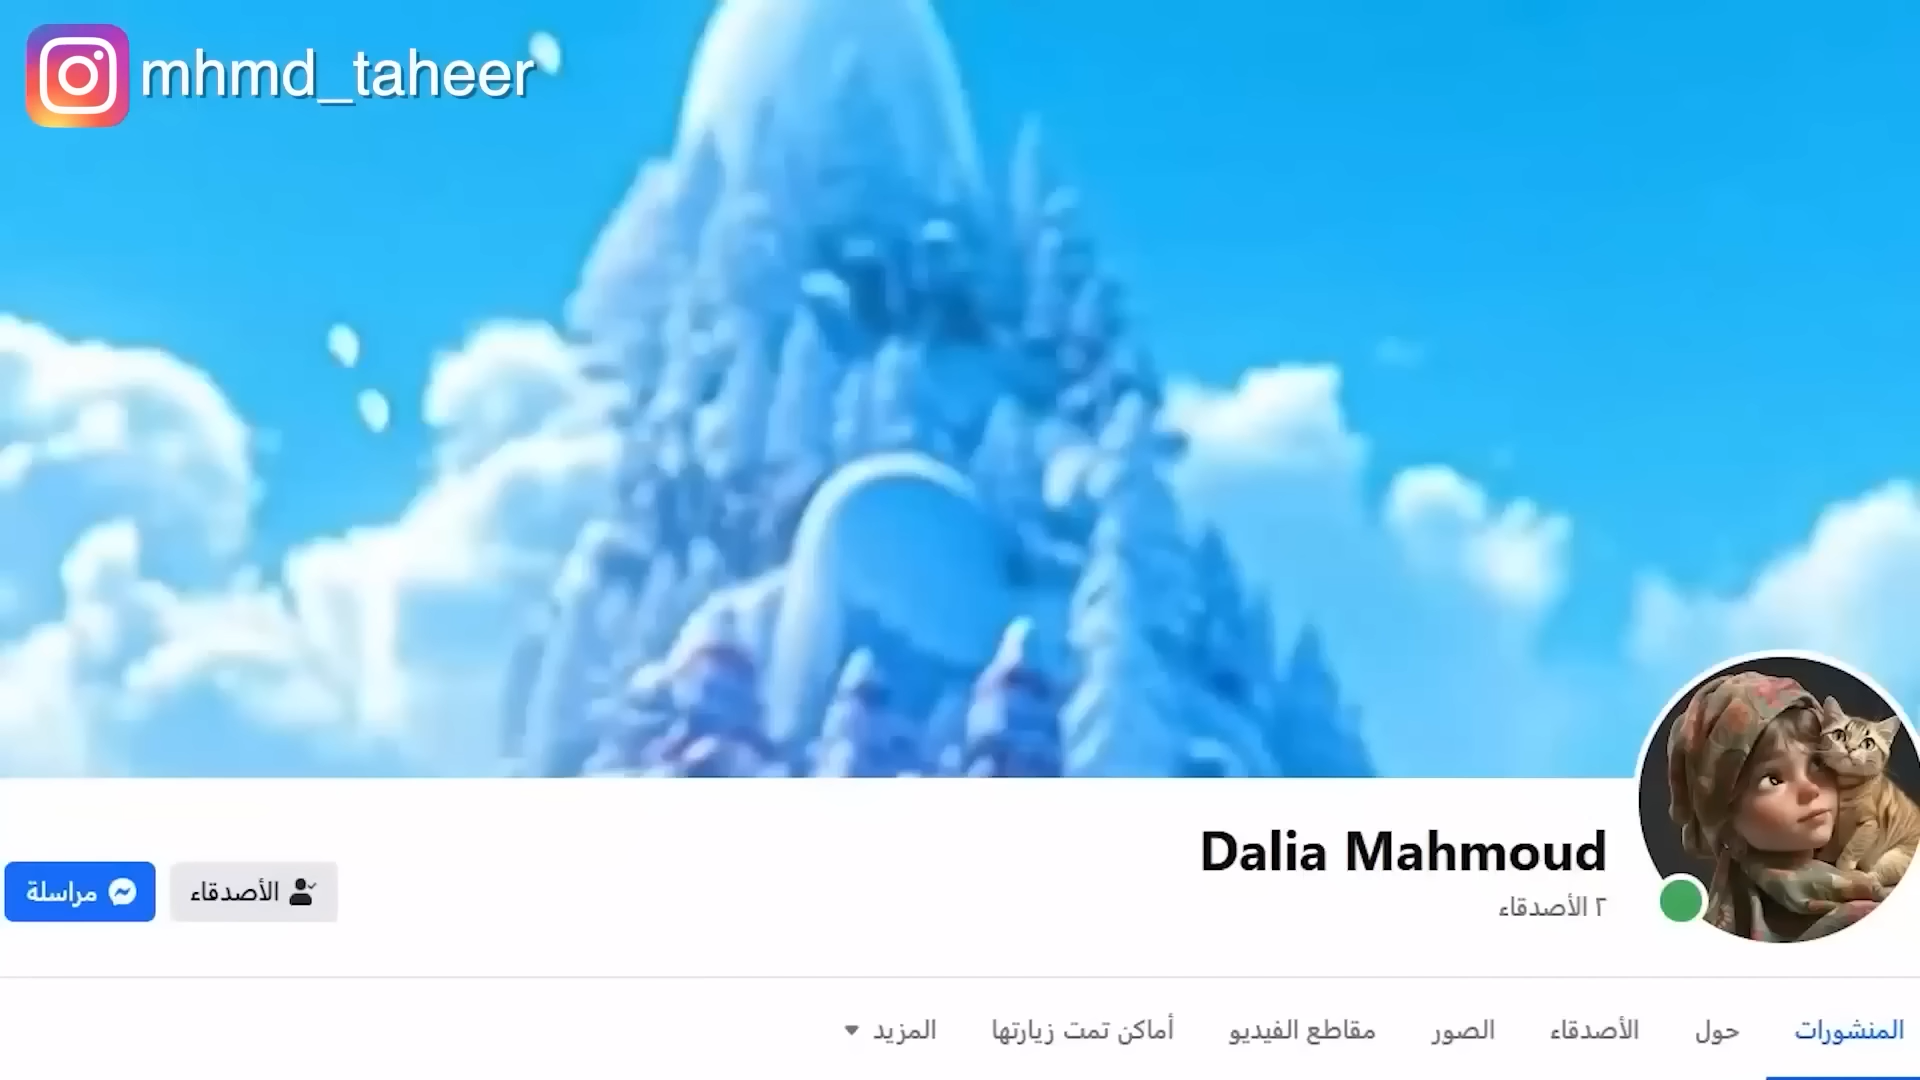 mhmd_taheer
Dalia Mahmoud
٢ الأصدقاء
الأصدقاء
مراسلة
المنشورات
حول
الأصدقاء
الصور
مقاطع الفيديو
أماكن تمت زيارتها
المزيد